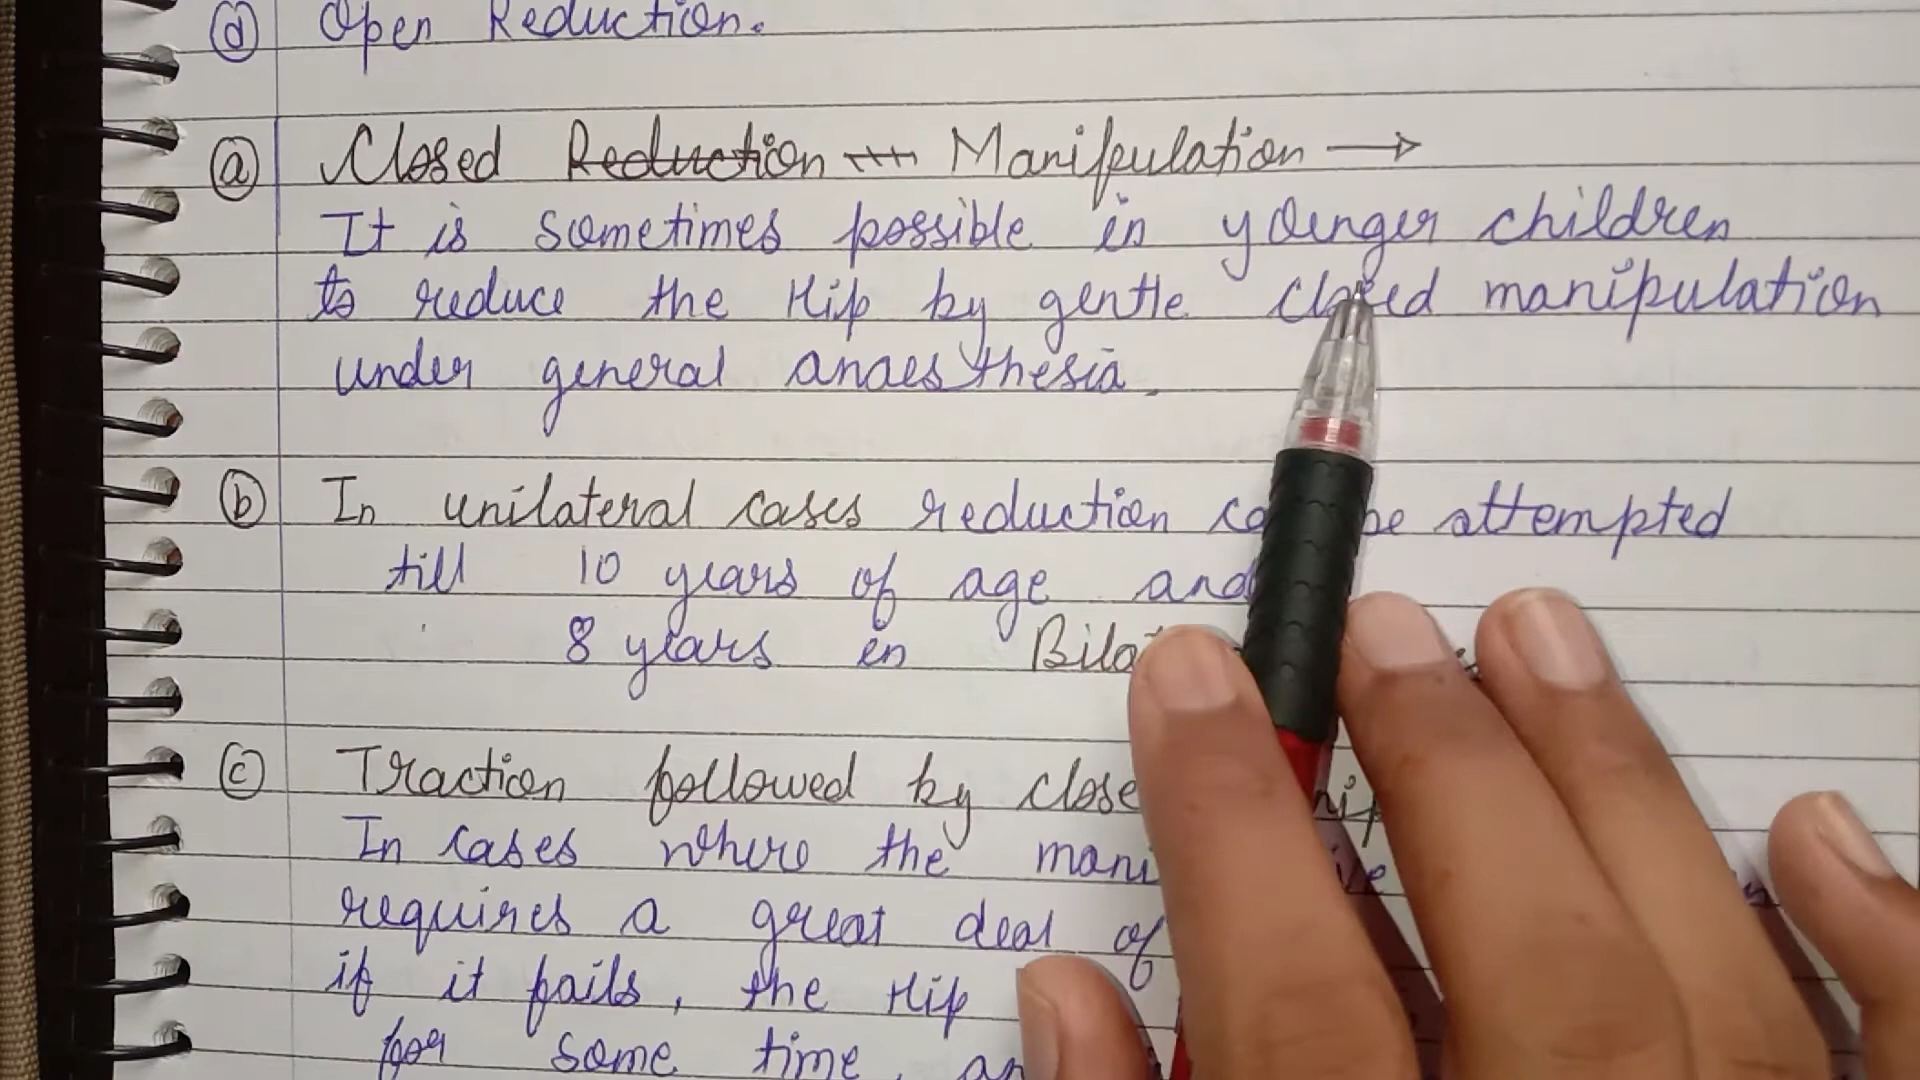 (d) Open Reduction.
(a) Closed Reduction Manipulation →
It is sometimes possible in younger children
to reduce the Hip by gentle closed manipulation
under general anaesthesia.
(b) In unilateral cases reduction be attempted
till 10 years of age and
8 years in
(c) Traction followed by close
In cases where the
requires a great deal of
if it fails, the Hip
for some time,